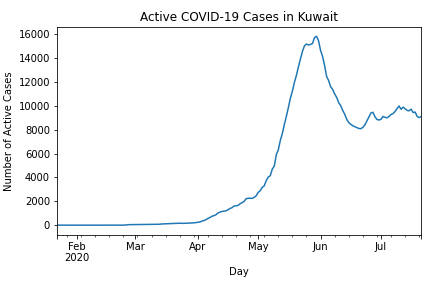 Active COVID-19 Cases in Kuwait
Number of Active Cases
16000
14000
12000
10000
8000
6000
4000
2000
0
Feb Mar Apr May Jun Jul
2020
Day